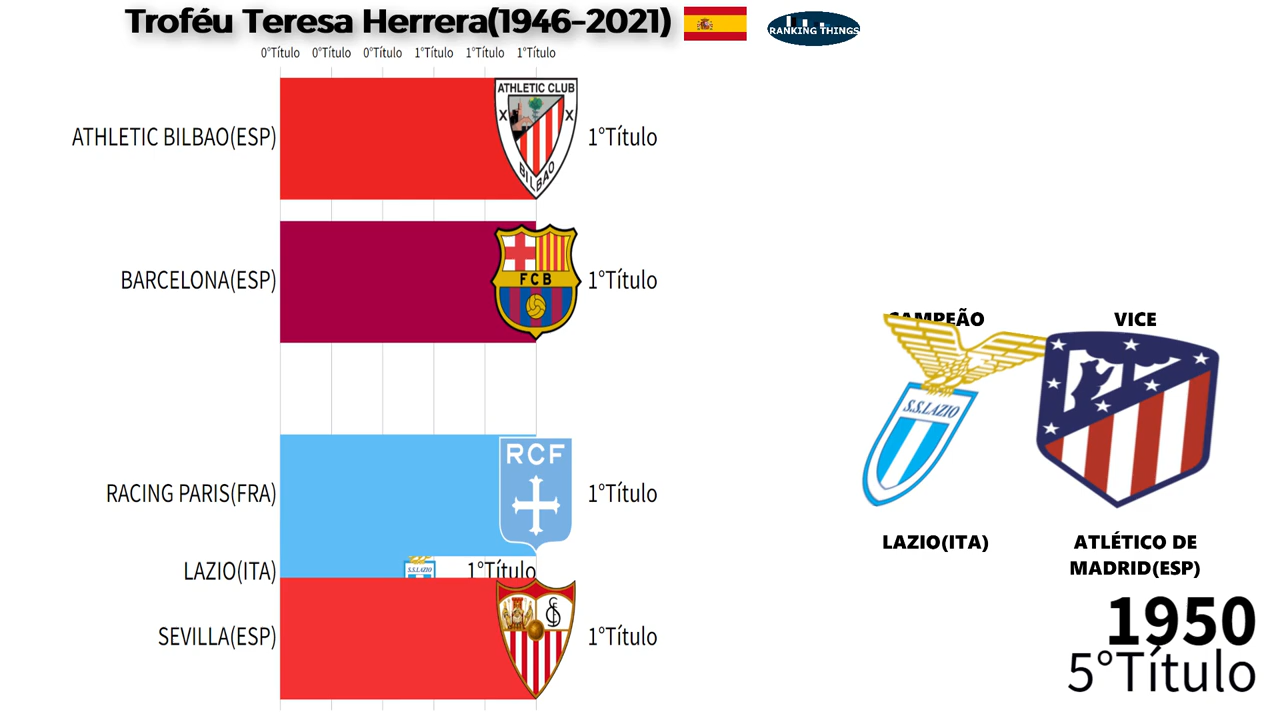 Troféu Teresa Herrera(1946–2021)
RANKING THINGS
0°Título 0°Título 0°Título 1°Título 1°Título 1°Título
ATHLETIC BILBAO(ESP)
ATHLETIC CLUB
BILBAO
1°Título
BARCELONA(ESP)
FCB
1°Título
RACING PARIS(FRA)
RCF
1°Título
LAZIO(ITA)
S.S.LAZIO
1°Título
SEVILLA(ESP)
1°Título
CAMPEÃO
VICE
S.S.LAZIO
LAZIO(ITA)
ATLÉTICO DE
MADRID(ESP)
1950
5°Título